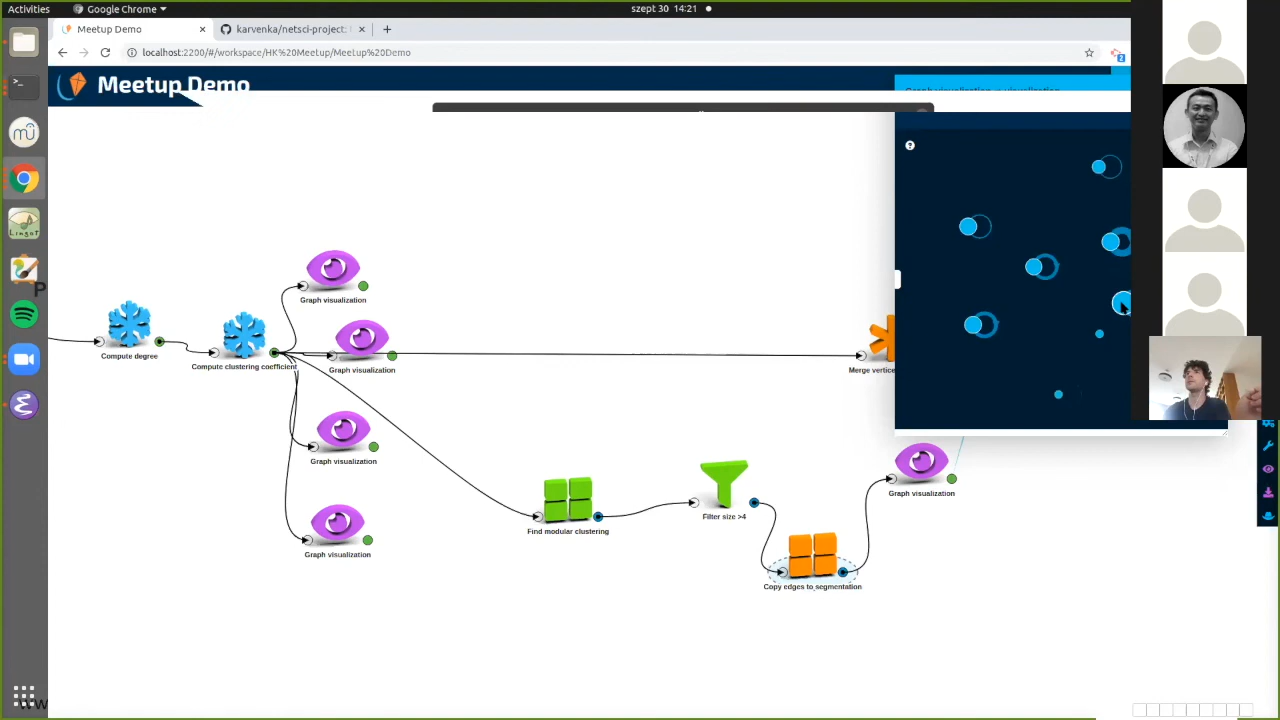 Activities
Google Chrome
szept 30 14:21
Meetup Demo
karvenka/netsci-project:
localhost:2200/#/workspace/HK%20Meetup/Meetup%20Demo
2
Meetup Demo
Graph visualization
Compute degree
Compute clustering coefficient
Graph visualization
Graph visualization
Graph visualization
Merge vertice
Graph visualization
Find modular clustering
Filter size >4
Copy edges to segmentation